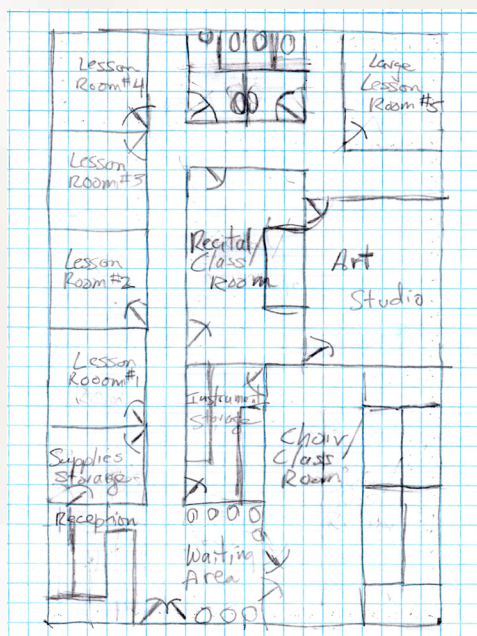 Lesson
Room #4
Large
Lesson
Room #5
Lesson
Room #3
Recital/
Class
Room
Art
Studio
Lesson
Room #2
Lesson
Rooom #1
Instrument
Storage
Choir/
Class
Room
Supplies
Storage
Reception
Waiting
Area